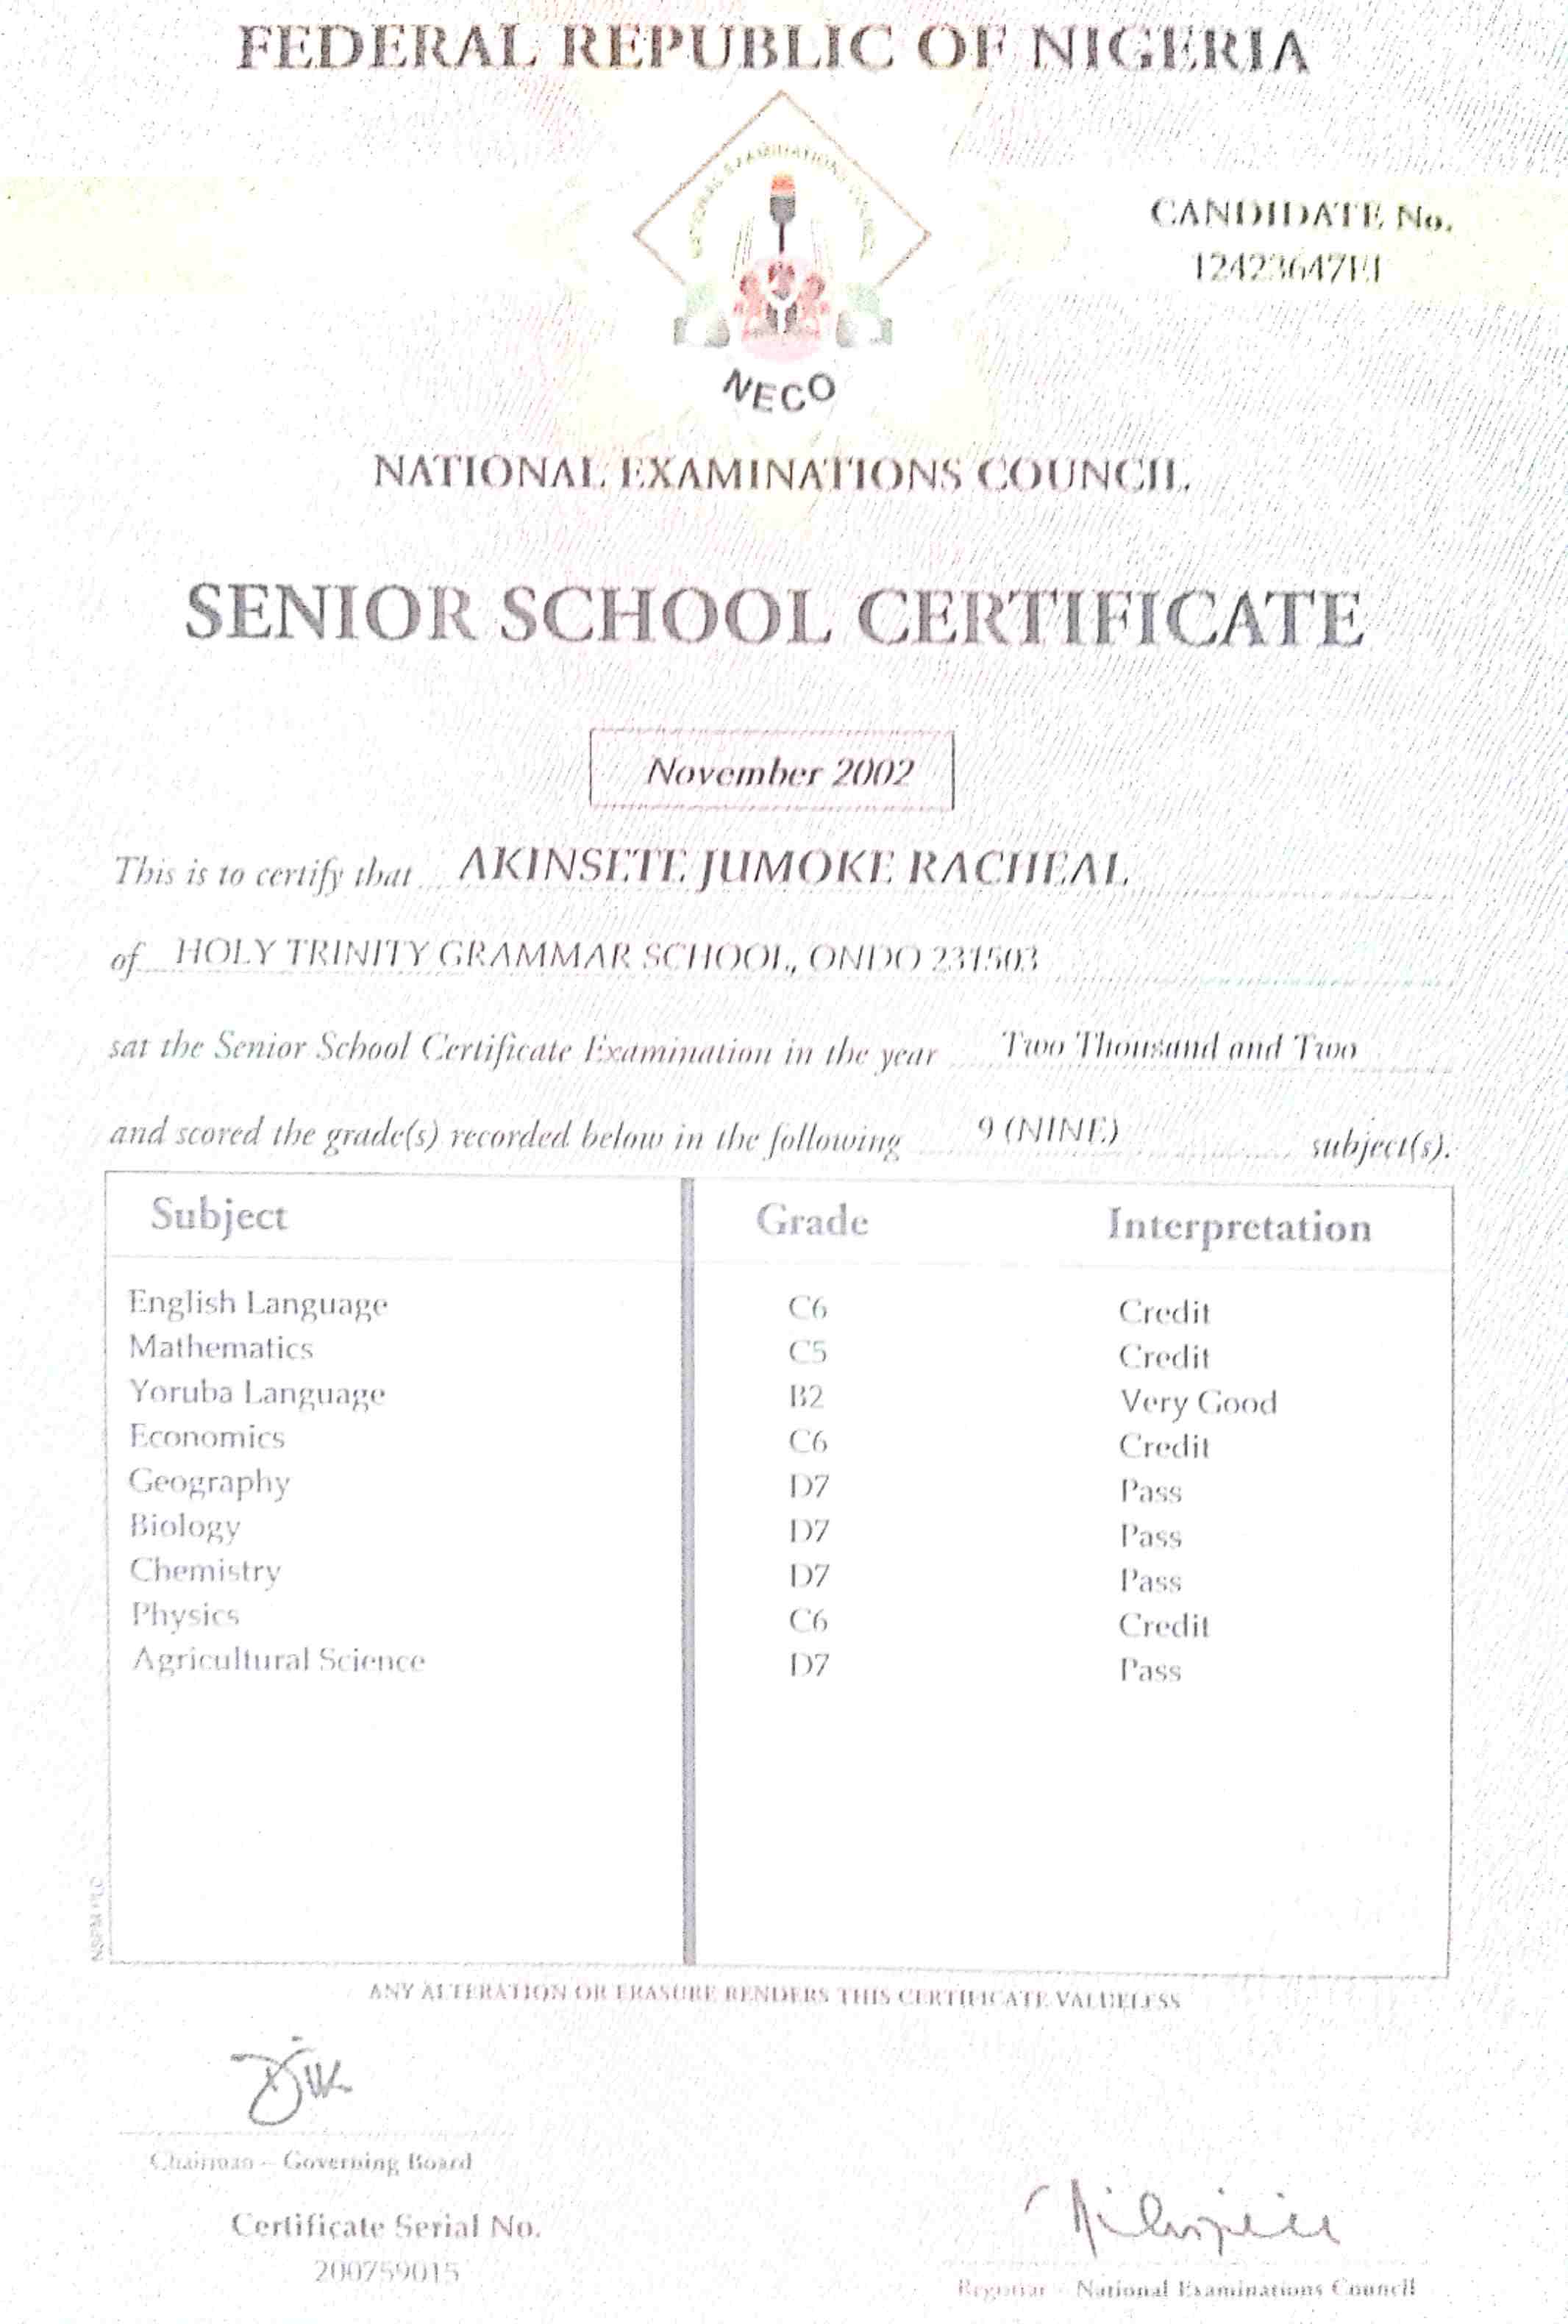 FEDERAL REPUBLIC OF NIGERIA
NATIONAL EXAMINATIONS COUNCIL
CANDIDATE No.
NECO
NATIONAL EXAMINATIONS COUNCIL
SENIOR SCHOOL CERTIFICATE
November 2002
This is to certify that AKINSETE JUMOKE RACHEAL
of HOLY TRINITY GRAMMAR SCHOOL, ONDO 231503
sat the Senior School Certificate Examination in the year Two Thousand and Two
and scored the grade(s) recorded below in the following 9 (NINE) subject(s).
Subject Grade Interpretation
English Language C6 Credit
Mathematics C5 Credit
Yoruba Language B2 Very Good
Economics C6 Credit
Geography D7 Pass
Biology D7 Pass
Chemistry D7 Pass
Physics C6 Credit
Agricultural Science D7 Pass
NSPM PLC
ANY ALTERATION OR ERASURE RENDERS THIS CERTIFICATE VALUELESS
Chairman – Governing Board
Certificate Serial No.
200759015
Registrar - National Examinations Council